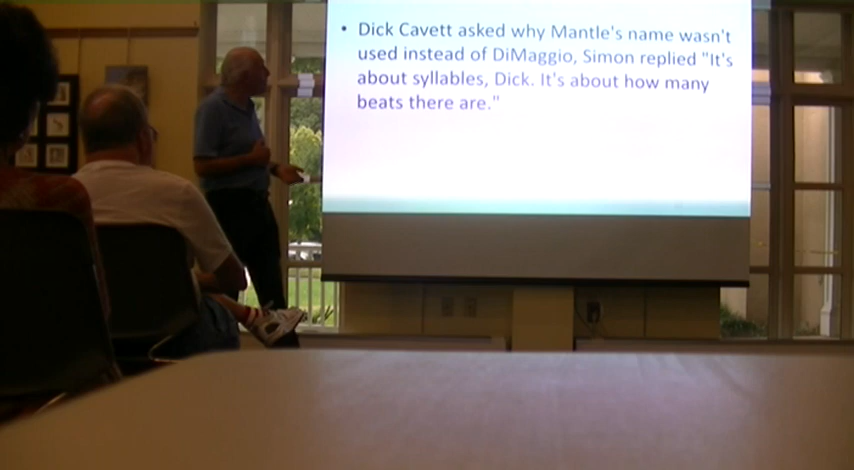 • Dick Cavett asked why Mantle's name wasn't
used instead of DiMaggio, Simon replied "It's
about syllables, Dick. It's about how many
beats there are."